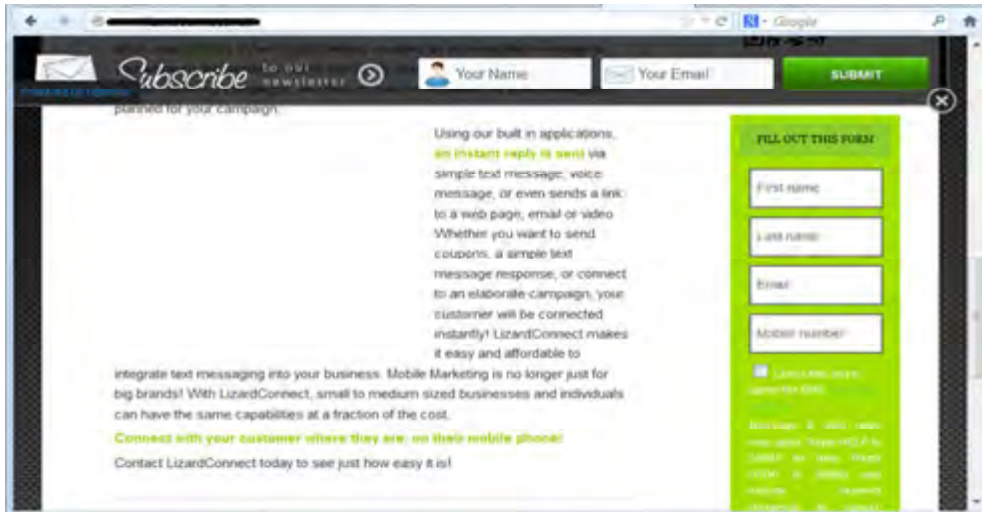 Google
Subscribe
to our
newsletter
Your Name
Your Email
SUBMIT
planned for your campaign.
Using our built in applications,
an instant reply is sent via
simple text message, voice
message, or even sends a link
to a web page, email or video
Whether you want to send
coupons, a simple text
message response, or connect
to an elaborate campaign, your
customer will be connected
instantly! LizardConnect makes
it easy and affordable to
integrate text messaging into your business. Mobile Marketing is no longer just for
big brands! With LizardConnect, small to medium sized businesses and individuals
can have the same capabilities at a fraction of the cost.
Connect with your customer where they are, on their mobile phone!
Contact LizardConnect today to see just how easy it is!
FILL OUT THIS FORM
First name
Last name
Email
Mobile number